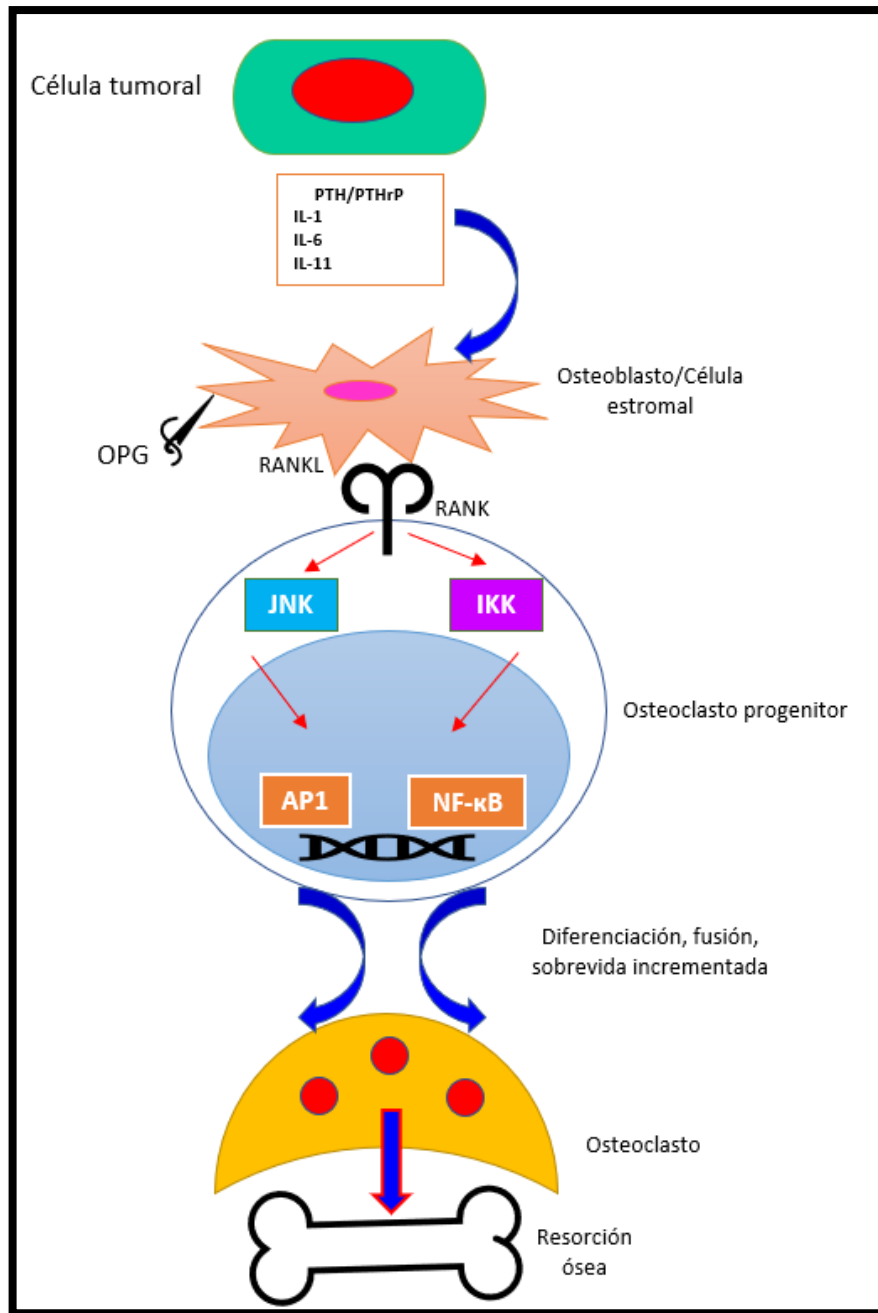 Célula tumoral
PTH/PTHrP
IL-1
IL-6
IL-11
Osteoblasto/Célula
estromal
OPG
RANKL
RANK
JNK
IKK
Osteoclasto progenitor
AP1
NF-κB
Diferenciación, fusión,
sobrevida incrementada
Osteoclasto
Resorción
ósea